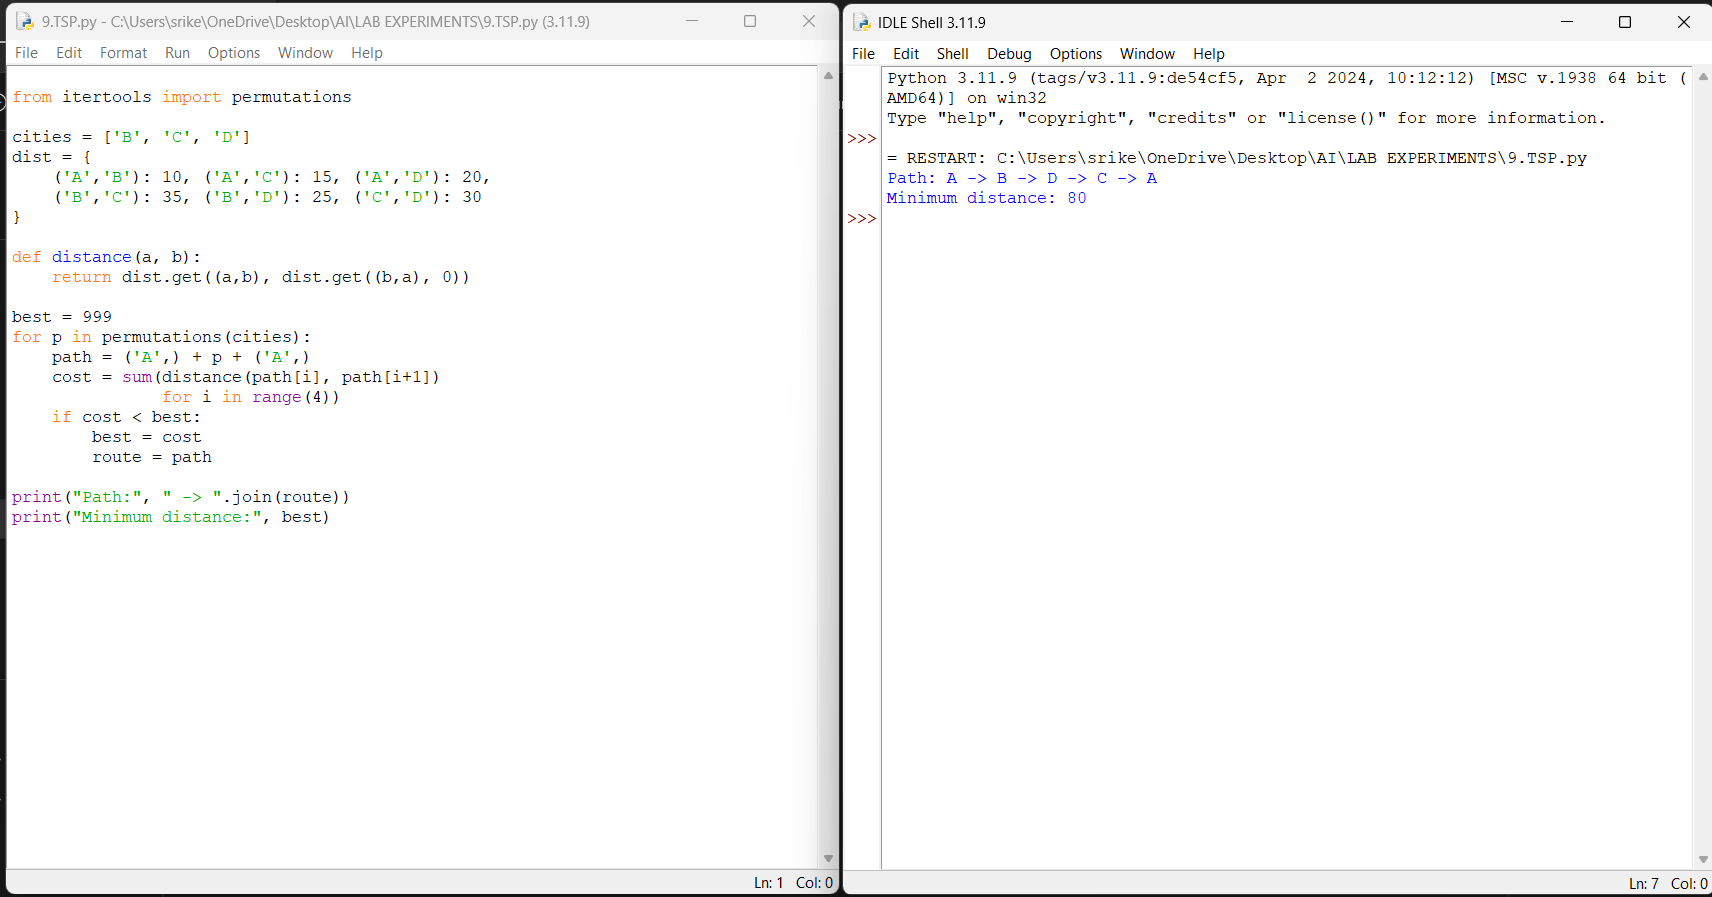 9.TSP.py - C:\Users\srike\OneDrive\Desktop\AI\LAB EXPERIMENTS\9.TSP.py (3.11.9)
File Edit Format Run Options Window Help
from itertools import permutations

cities = ['B', 'C', 'D']
dist = {
    ('A','B'): 10, ('A','C'): 15, ('A','D'): 20,
    ('B','C'): 35, ('B','D'): 25, ('C','D'): 30
}

def distance(a, b):
    return dist.get((a,b), dist.get((b,a), 0))

best = 999
for p in permutations(cities):
    path = ('A',) + p + ('A',)
    cost = sum(distance(path[i], path[i+1])
               for i in range(4))
    if cost < best:
        best = cost
        route = path

print("Path:", " -> ".join(route))
print("Minimum distance:", best)
Ln: 1 Col: 0
IDLE Shell 3.11.9
File Edit Shell Debug Options Window Help
Python 3.11.9 (tags/v3.11.9:de54cf5, Apr  2 2024, 10:12:12) [MSC v.1938 64 bit (
AMD64)] on win32
Type "help", "copyright", "credits" or "license()" for more information.
>>>
= RESTART: C:\Users\srike\OneDrive\Desktop\AI\LAB EXPERIMENTS\9.TSP.py
Path: A -> B -> D -> C -> A
Minimum distance: 80
>>>
Ln: 7 Col: 0